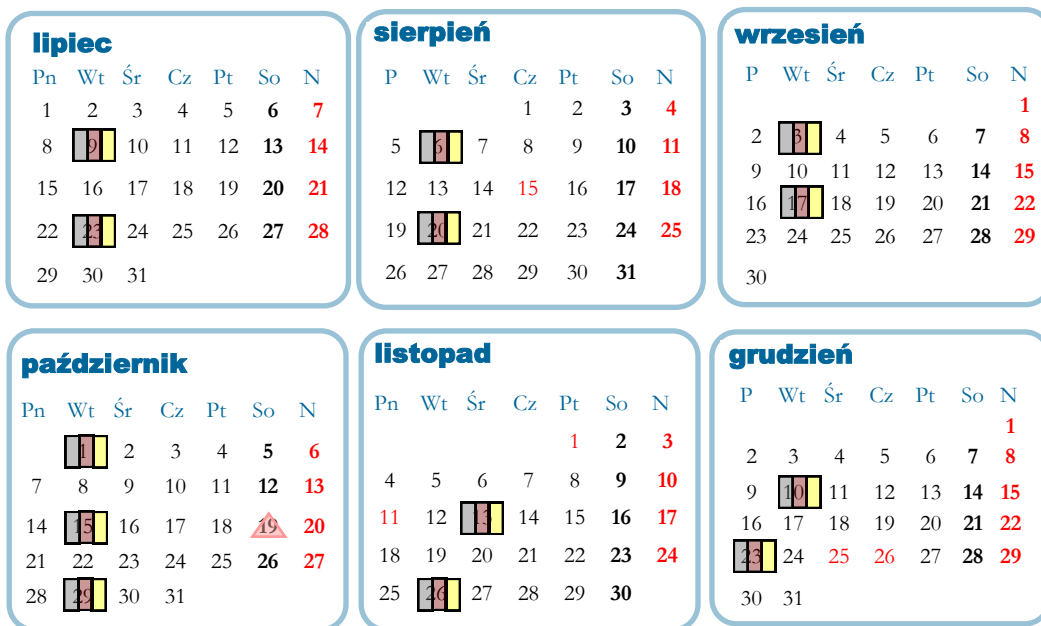 lipiec
Pn Wt Śr Cz Pt So N
1 2 3 4 5 6 7
8 9 10 11 12 13 14
15 16 17 18 19 20 21
22 23 24 25 26 27 28
29 30 31
sierpień
P Wt Śr Cz Pt So N
1 2 3 4
5 6 7 8 9 10 11
12 13 14 15 16 17 18
19 20 21 22 23 24 25
26 27 28 29 30 31
wrzesień
P Wt Śr Cz Pt So N
1
2 3 4 5 6 7 8
9 10 11 12 13 14 15
16 17 18 19 20 21 22
23 24 25 26 27 28 29
30
październik
Pn Wt Śr Cz Pt So N
1 2 3 4 5 6
7 8 9 10 11 12 13
14 15 16 17 18 19 20
21 22 23 24 25 26 27
28 29 30 31
listopad
Pn Wt Śr Cz Pt So N
1 2 3
4 5 6 7 8 9 10
11 12 13 14 15 16 17
18 19 20 21 22 23 24
25 26 27 28 29 30
grudzień
P Wt Śr Cz Pt So N
1
2 3 4 5 6 7 8
9 10 11 12 13 14 15
16 17 18 19 20 21 22
23 24 25 26 27 28 29
30 31